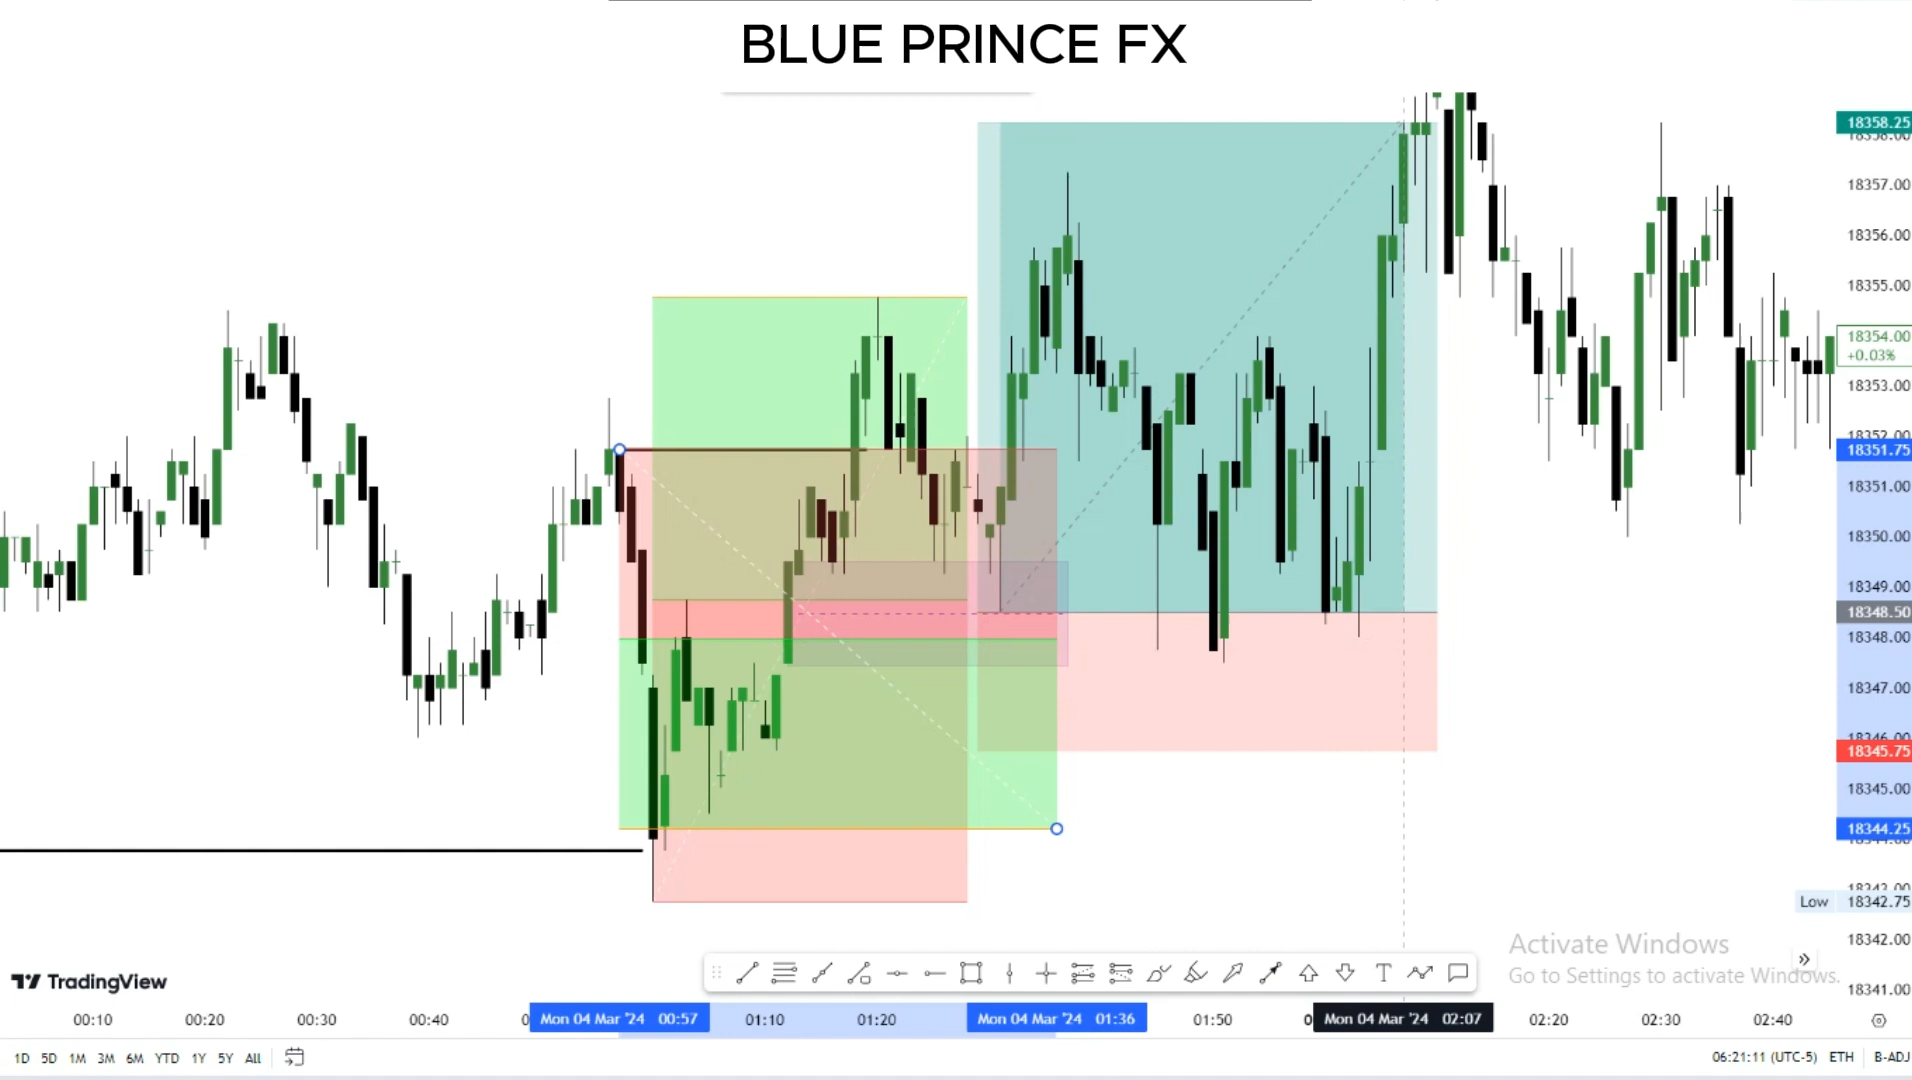 BLUE PRINCE FX
18358.25
18357.00
18356.00
18355.00
18354.00
+0.03%
18353.00
18352.00
18351.75
18351.00
18350.00
18349.00
18348.50
18348.00
18347.00
18345.75
18345.00
18344.25
Low 18342.75
18342.00
18341.00
Activate Windows
Go to Settings to activate Windows.
TradingView
00:10 00:20 00:30 00:40 Mon 04 Mar '24 00:57 01:10 01:20 Mon 04 Mar '24 01:36 01:50 Mon 04 Mar '24 02:07 02:20 02:30 02:40
1D 5D 1M 3M 6M YTD 1Y 5Y All 06:21:11 (UTC-5) ETH B-ADJ